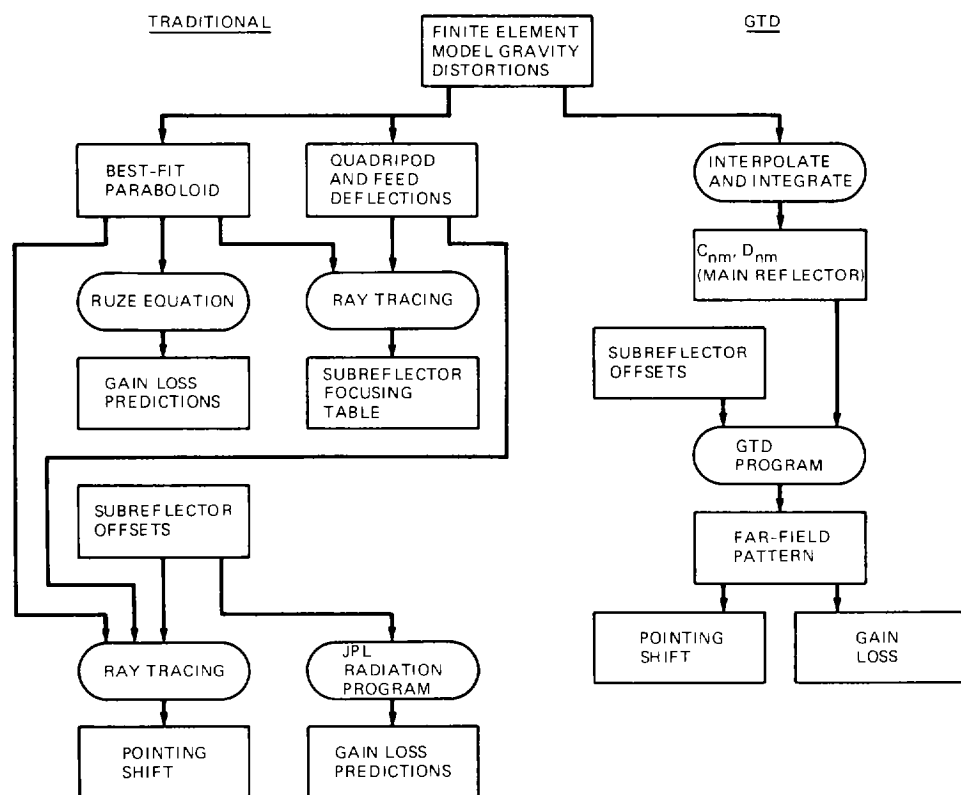 TRADITIONAL
GTD
FINITE ELEMENT
MODEL GRAVITY
DISTORTIONS
BEST-FIT
PARABOLOID
QUADRIPOD
AND FEED
DEFLECTIONS
INTERPOLATE
AND INTEGRATE
RUZE EQUATION
RAY TRACING
Cnm, Dnm
(MAIN REFLECTOR)
GAIN LOSS
PREDICTIONS
SUBREFLECTOR
FOCUSING
TABLE
SUBREFLECTOR
OFFSETS
GTD
PROGRAM
SUBREFLECTOR
OFFSETS
FAR-FIELD
PATTERN
RAY TRACING
JPL
RADIATION
PROGRAM
POINTING
SHIFT
GAIN
LOSS
POINTING
SHIFT
GAIN LOSS
PREDICTIONS